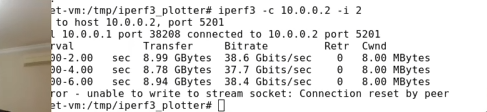 et-vm:/tmp/iperf3_plotter# iperf3 -c 10.0.0.2 -i 2
to host 10.0.0.2, port 5201
l 10.0.0.1 port 38208 connected to 10.0.0.2 port 5201
rval Transfer Bitrate Retr Cwnd
00-2.00 sec 8.99 GBytes 38.6 Gbits/sec 0 8.00 MBytes
00-4.00 sec 8.78 GBytes 37.7 Gbits/sec 0 8.00 MBytes
00-6.00 sec 8.94 GBytes 38.4 Gbits/sec 0 8.00 MBytes
ror - unable to write to stream socket: Connection reset by peer
et-vm:/tmp/iperf3_plotter#